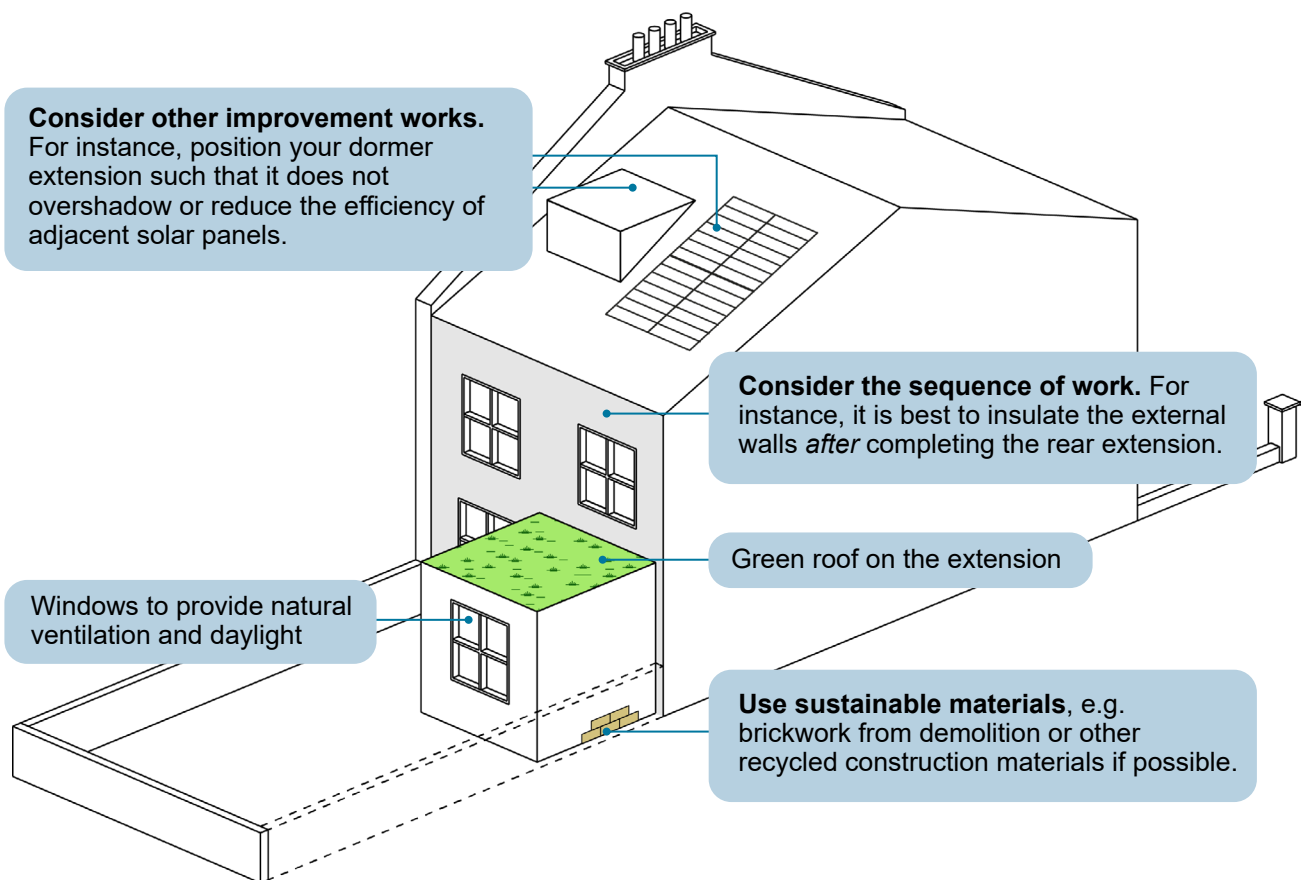 Consider other improvement works.
For instance, position your dormer
extension such that it does not
overshadow or reduce the efficiency of
adjacent solar panels.
Consider the sequence of work. For
instance, it is best to insulate the external
walls after completing the rear extension.
Green roof on the extension
Windows to provide natural
ventilation and daylight
Use sustainable materials, e.g.
brickwork from demolition or other
recycled construction materials if possible.